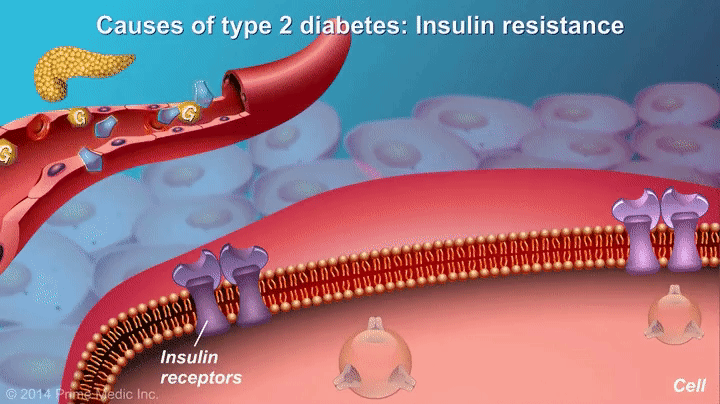 Causes of type 2 diabetes: Insulin resistance
G
G
G
Insulin
receptors
Cell
© 2014 Prime Medic Inc.